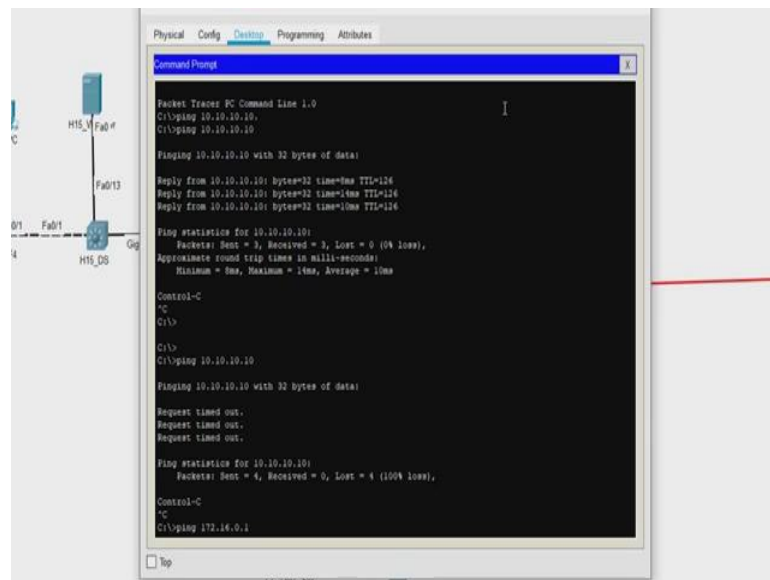 Physical Config Desktop Programming Attributes
Command Prompt X
Packet Tracer PC Command Line 1.0
C:\>ping 10.10.10.10.
C:\>ping 10.10.10.10
Pinging 10.10.10.10 with 32 bytes of data:
Reply from 10.10.10.10: bytes=32 time=8ms TTL=126
Reply from 10.10.10.10: bytes=32 time=14ms TTL=126
Reply from 10.10.10.10: bytes=32 time=10ms TTL=126
Ping statistics for 10.10.10.10:
Packets: Sent = 3, Received = 3, Lost = 0 (0% loss),
Approximate round trip times in milli-seconds:
Minimum = 8ms, Maximum = 14ms, Average = 10ms
Control-C
^C
C:\>
C:\>
C:\>ping 10.10.10.10
Pinging 10.10.10.10 with 32 bytes of data:
Request timed out.
Request timed out.
Request timed out.
Ping statistics for 10.10.10.10:
Packets: Sent = 4, Received = 0, Lost = 4 (100% loss),
Control-C
^C
C:\>ping 172.16.0.1
Top
Fa0/13
0/1 Fa0/1
Gig
H15_DS